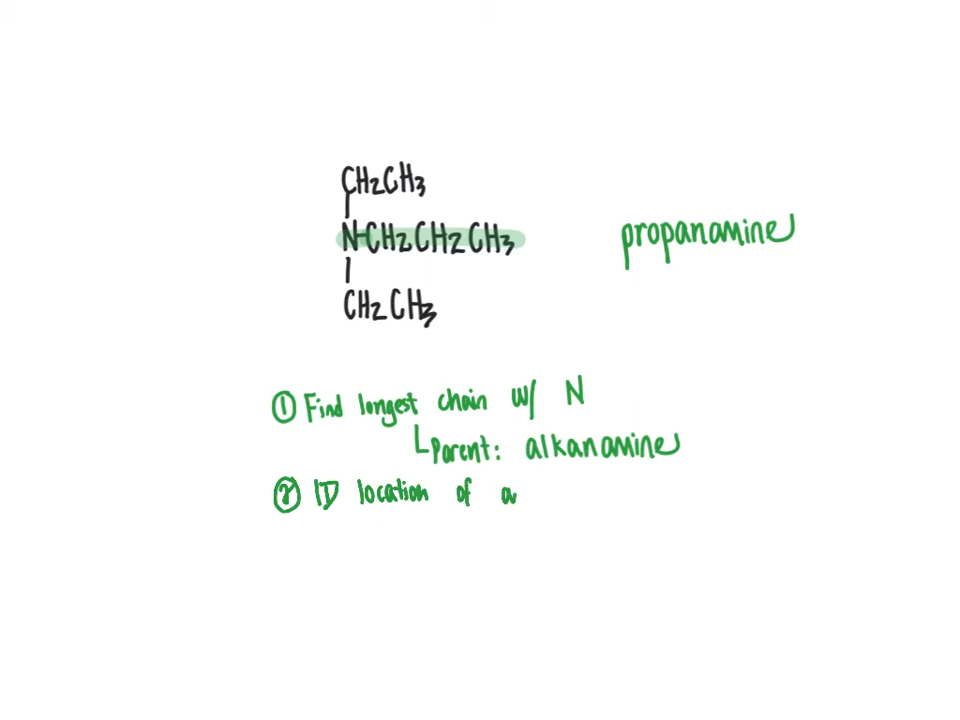 CH2CH3
N-CH2CH2CH3
propanamine
CH2CH3
① Find longest chain w/ N
Parent: alkanamine
② ID location of a